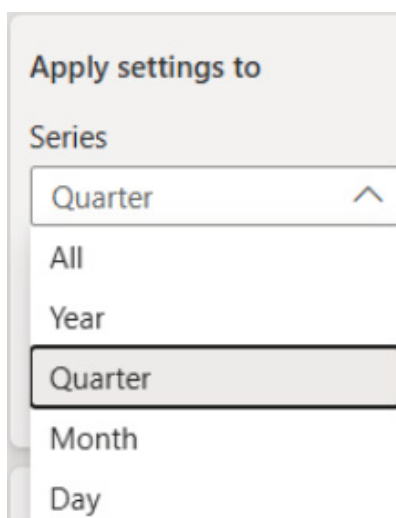 Apply settings to
Series
Quarter
All
Year
Quarter
Month
Day